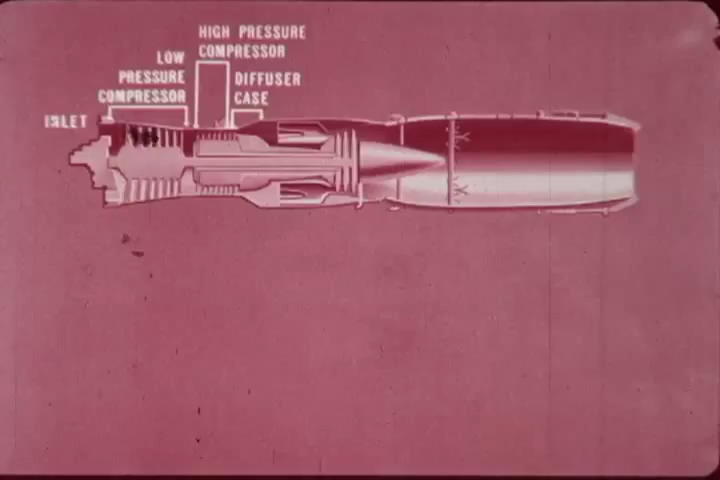 HIGH PRESSURE
COMPRESSOR
LOW
PRESSURE
COMPRESSOR
DIFFUSER
CASE
INLET